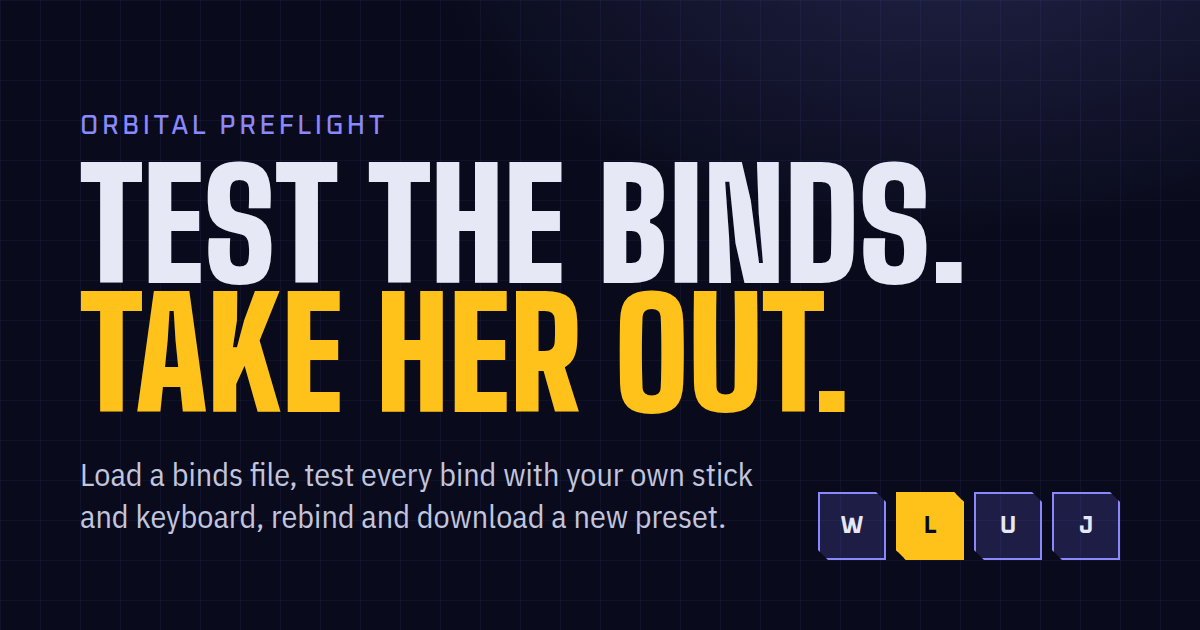 ORBITAL PREFLIGHT
TEST THE BINDS.
TAKE HER OUT.
Load a binds file, test every bind with your own stick
and keyboard, rebind and download a new preset.
W L U J